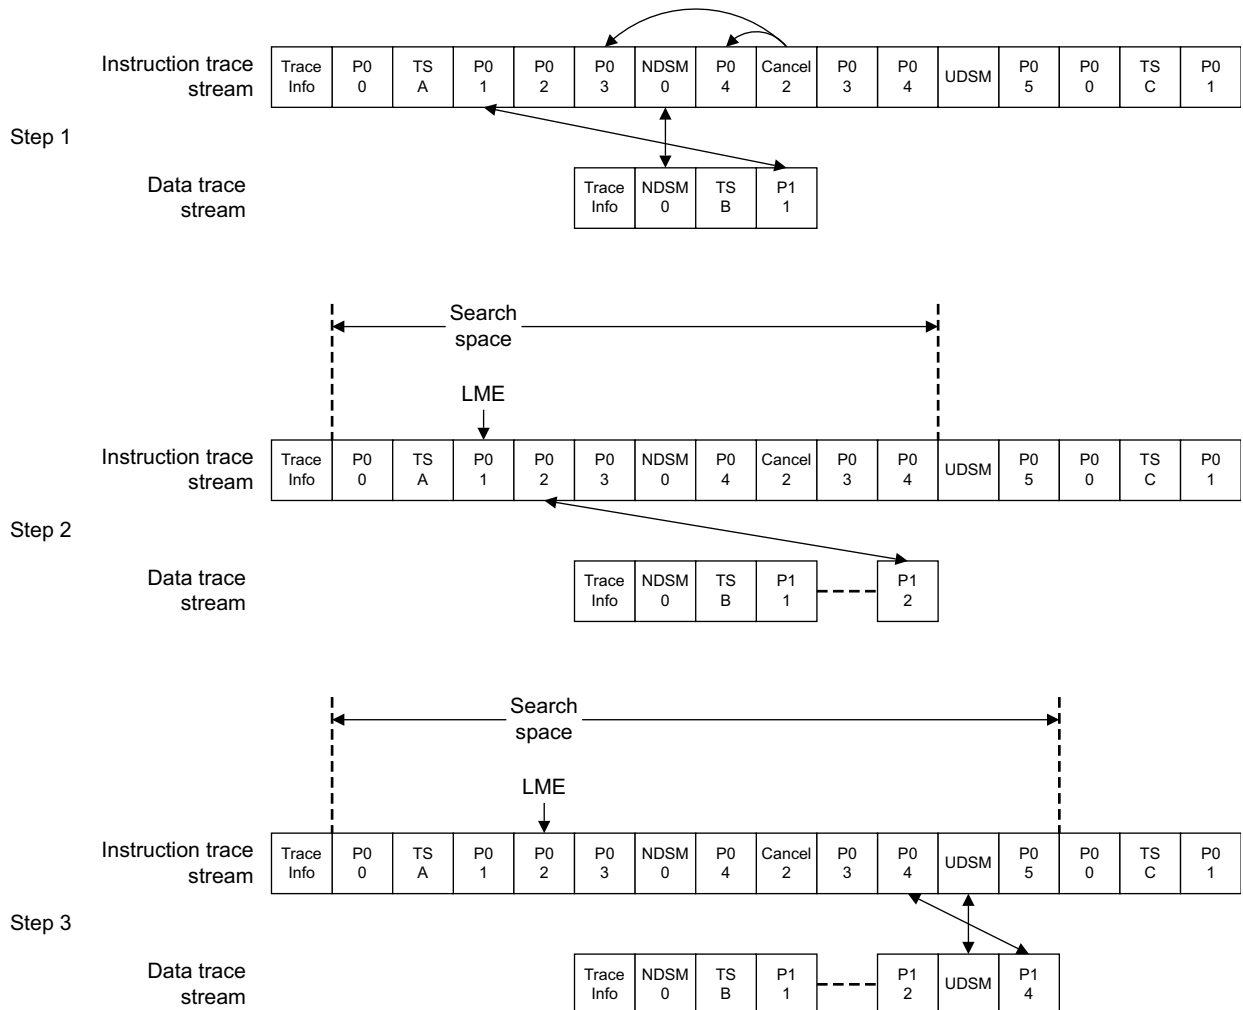 Instruction trace
stream
Trace
Info
P0
0
TS
A
P0
1
P0
2
P0
3
NDSM
0
P0
4
Cancel
2
P0
3
P0
4
UDSM
P0
5
P0
0
TS
C
P0
1
Step 1
Data trace
stream
Trace
Info
NDSM
0
TS
B
P1
1
Search
space
LME
Instruction trace
stream
Trace
Info
P0
0
TS
A
P0
1
P0
2
P0
3
NDSM
0
P0
4
Cancel
2
P0
3
P0
4
UDSM
P0
5
P0
0
TS
C
P0
1
Step 2
Data trace
stream
Trace
Info
NDSM
0
TS
B
P1
1
P1
2
Search
space
LME
Instruction trace
stream
Trace
Info
P0
0
TS
A
P0
1
P0
2
P0
3
NDSM
0
P0
4
Cancel
2
P0
3
P0
4
UDSM
P0
5
P0
0
TS
C
P0
1
Step 3
Data trace
stream
Trace
Info
NDSM
0
TS
B
P1
1
P1
2
UDSM
P1
4